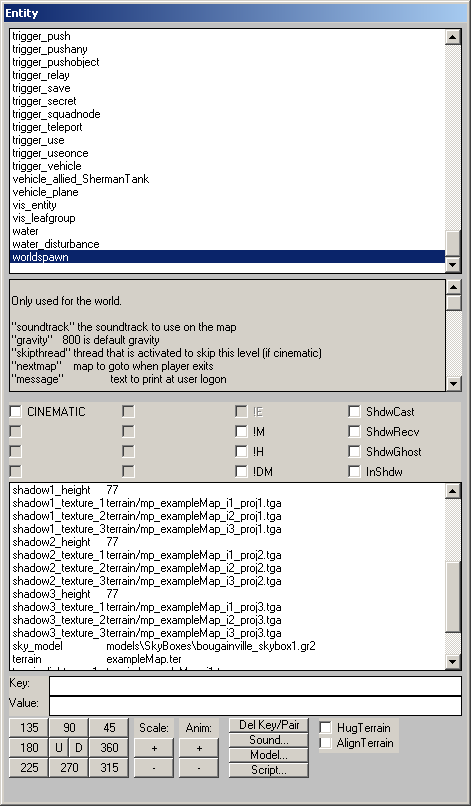 Entity
trigger_push
trigger_pushany
trigger_pushobject
trigger_relay
trigger_save
trigger_secret
trigger_squadnode
trigger_teleport
trigger_use
trigger_useonce
trigger_vehicle
vehicle_allied_ShermanTank
vehicle_plane
vis_entity
vis_leafgroup
water
water_disturbance
worldspawn
Only used for the world.
"soundtrack" the soundtrack to use on the map
"gravity" 800 is default gravity
"skipthread" thread that is activated to skip this level (if cinematic)
"nextmap" map to goto when player exits
"message" text to print at user logon
CINEMATIC !E ShdwCast
!M ShdwRecv
!H ShdwGhost
!DM InShdw
shadow1_height 77
shadow1_texture_1 terrain/mp_exampleMap_i1_proj1.tga
shadow1_texture_2 terrain/mp_exampleMap_i2_proj1.tga
shadow1_texture_3 terrain/mp_exampleMap_i3_proj1.tga
shadow2_height 77
shadow2_texture_1 terrain/mp_exampleMap_i1_proj2.tga
shadow2_texture_2 terrain/mp_exampleMap_i2_proj2.tga
shadow2_texture_3 terrain/mp_exampleMap_i3_proj2.tga
shadow3_height 77
shadow3_texture_1 terrain/mp_exampleMap_i1_proj3.tga
shadow3_texture_2 terrain/mp_exampleMap_i2_proj3.tga
shadow3_texture_3 terrain/mp_exampleMap_i3_proj3.tga
sky_model models\SkyBoxes\bougainville_skybox1.gr2
terrain exampleMap.ter
Key:
Value:
135 90 45 Scale: Anim: Del Key/Pair HugTerrain
180 U D 360 + + Sound... AlignTerrain
225 270 315 - - Model...
Script...